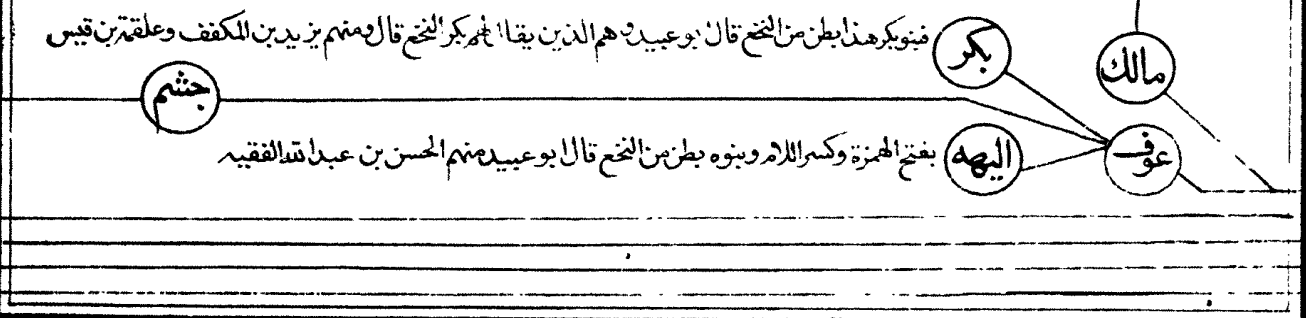 مالك
بكر
فبنو بكر هذا بطن من النخع قال ابو عبيد وهم الذين يقال لهم بكر النخع قال ومنهم يزيد بن المكفف وعلقمة بن قيس
جشم
عوف
اليهه
بفتح الهمزة وكسر اللام وبنوه بطن من النخع قال ابو عبيد منهم الحسن بن عبد الله الفقيه